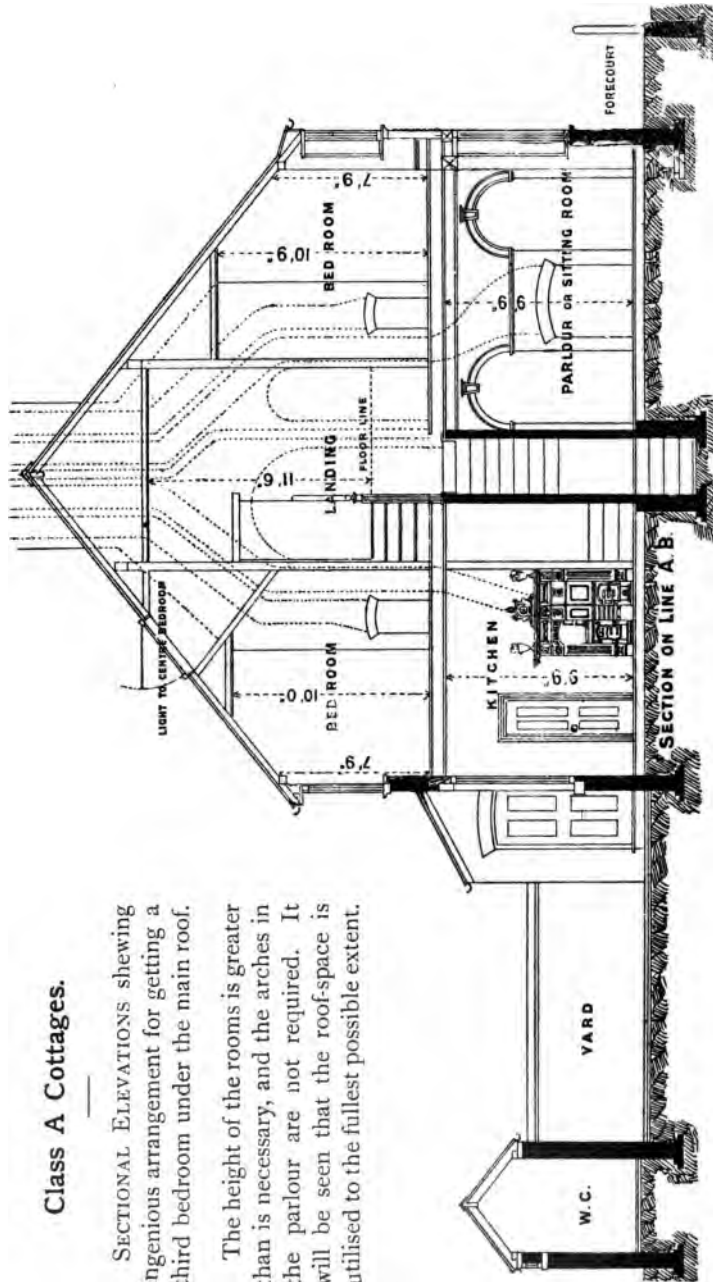 Class A Cottages.
SECTIONAL ELEVATIONS shewing
ngenious arrangement for getting a
third bedroom under the main roof.
The height of the rooms is greater
than is necessary, and the arches in
the parlour are not required. It
will be seen that the roof-space is
utilised to the fullest possible extent.
LIGHT TO CENTRE BEDROOM
7'9"
10'0"
BED ROOM
11'6"
LANDING
FLOOR LINE
10'9"
7'9"
BED ROOM
KITCHEN
9'9"
9'9"
PARLOUR OR SITTING ROOM
FORECOURT
W.C.
YARD
SECTION ON LINE A.B.